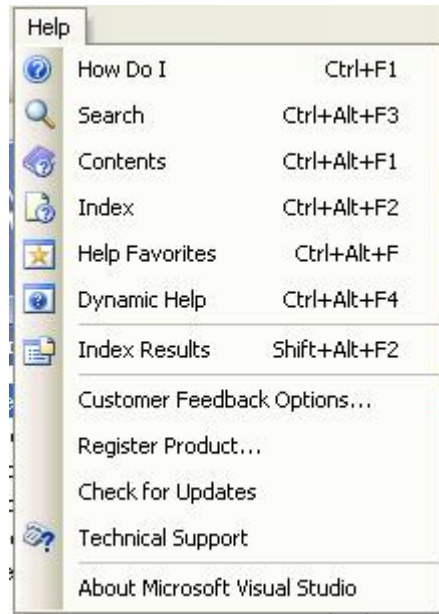 Help
How Do I Ctrl+F1
Search Ctrl+Alt+F3
Contents Ctrl+Alt+F1
Index Ctrl+Alt+F2
Help Favorites Ctrl+Alt+F
Dynamic Help Ctrl+Alt+F4
Index Results Shift+Alt+F2
Customer Feedback Options...
Register Product...
Check for Updates
Technical Support
About Microsoft Visual Studio